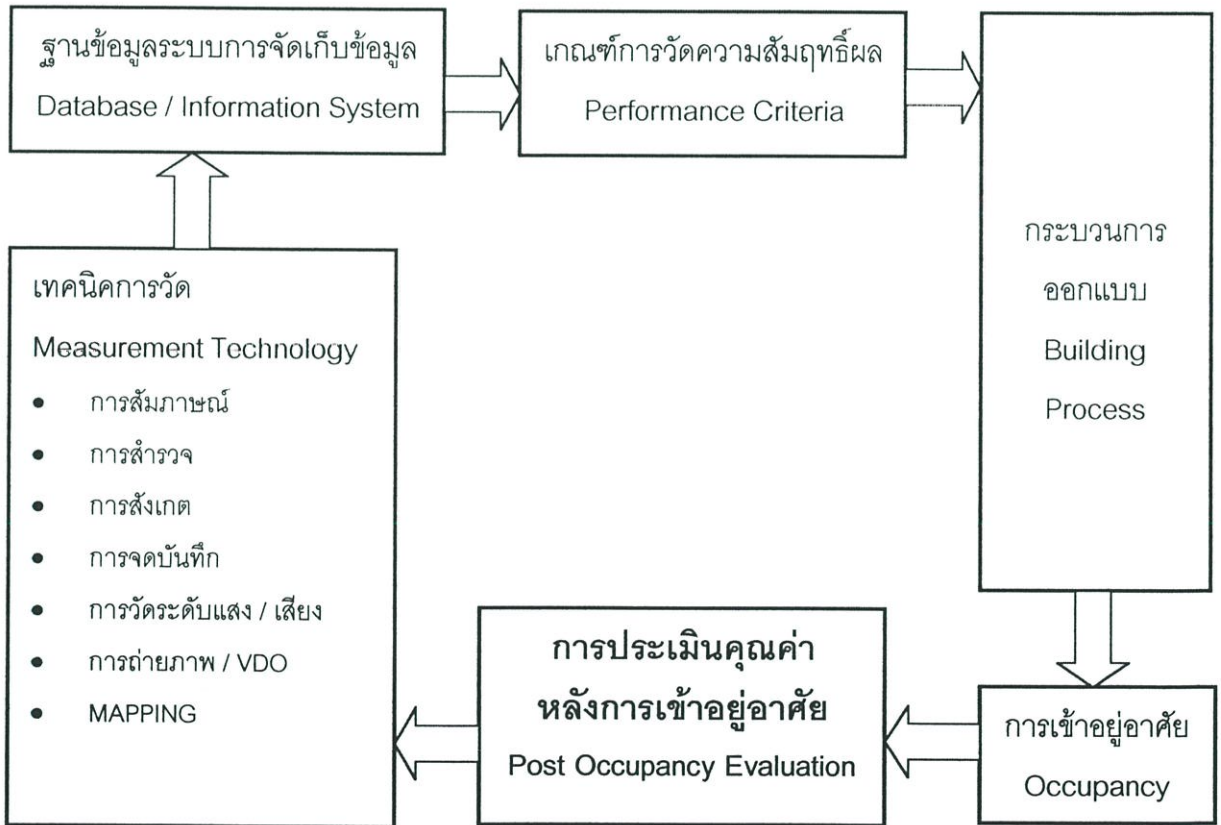 ฐานข้อมูลระบบการจัดเก็บข้อมูล
Database / Information System
เกณฑ์การวัดความสัมฤทธิ์ผล
Performance Criteria
กระบวนการ
ออกแบบ
Building
Process
เทคนิคการวัด
Measurement Technology
• การสัมภาษณ์
• การสำรวจ
• การสังเกต
• การจดบันทึก
• การวัดระดับแสง / เสียง
• การถ่ายภาพ / VDO
• MAPPING
การประเมินคุณค่า
หลังการเข้าอยู่อาศัย
Post Occupancy Evaluation
การเข้าอยู่อาศัย
Occupancy